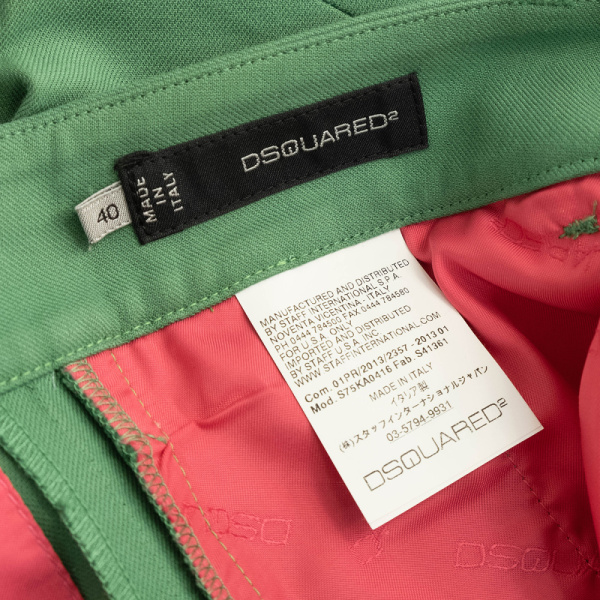 DSQUARED2
MADE
IN
ITALY
40
MANUFACTURED AND DISTRIBUTED
BY STAFF INTERNATIONAL S.P.A.
NOVENTA VICENTINA, ITALY
PH 0444 784500 FAX 0444 784580
FOR U.S.A. ONLY
IMPORTED AND DISTRIBUTED
BY STAFF U.S.A. INC.
WWW.STAFFINTERNATIONAL.COM
Com. 01PR/2013/2357 - 2013 01
Mod. S75KA0416 Fab. S41361
MADE IN ITALY
イタリア製
(株)スタッフインターナショナルジャパン
03-5794-9931
DSQUARED2
DSQ
DSQU